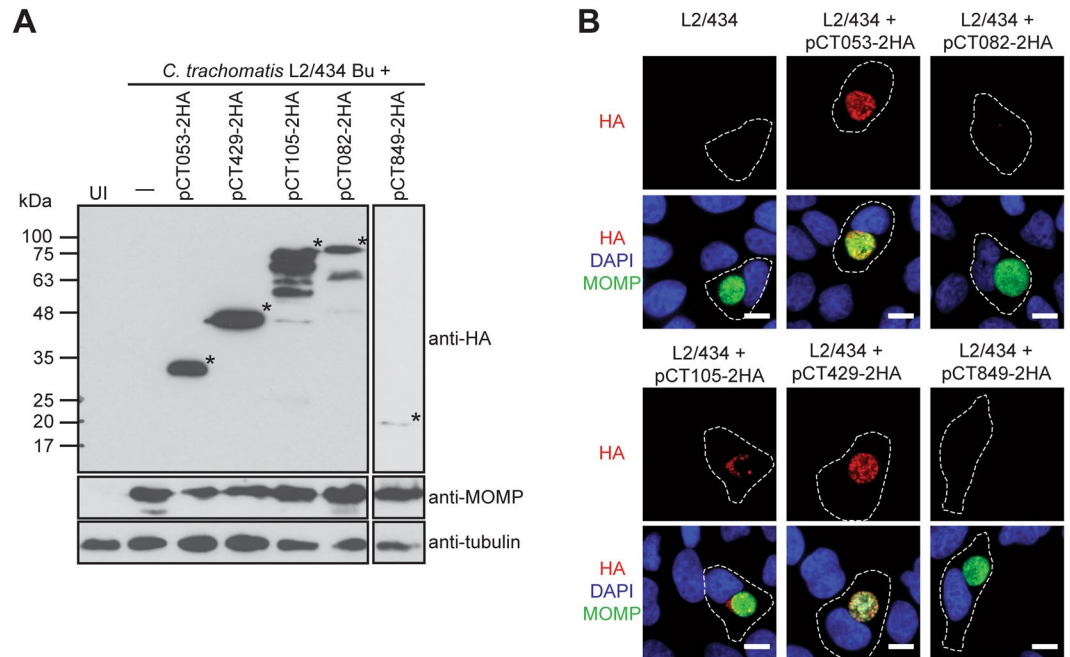 A
C. trachomatis L2/434 Bu +
UI
—
pCT053-2HA
pCT429-2HA
pCT105-2HA
pCT082-2HA
pCT849-2HA
kDa
100
75
63
48
35
25
20
17
*
*
*
*
*
anti-HA
anti-MOMP
anti-tubulin
B
L2/434
L2/434 +
pCT053-2HA
L2/434 +
pCT082-2HA
HA
HA
DAPI
MOMP
L2/434 +
pCT105-2HA
L2/434 +
pCT429-2HA
L2/434 +
pCT849-2HA
HA
HA
DAPI
MOMP